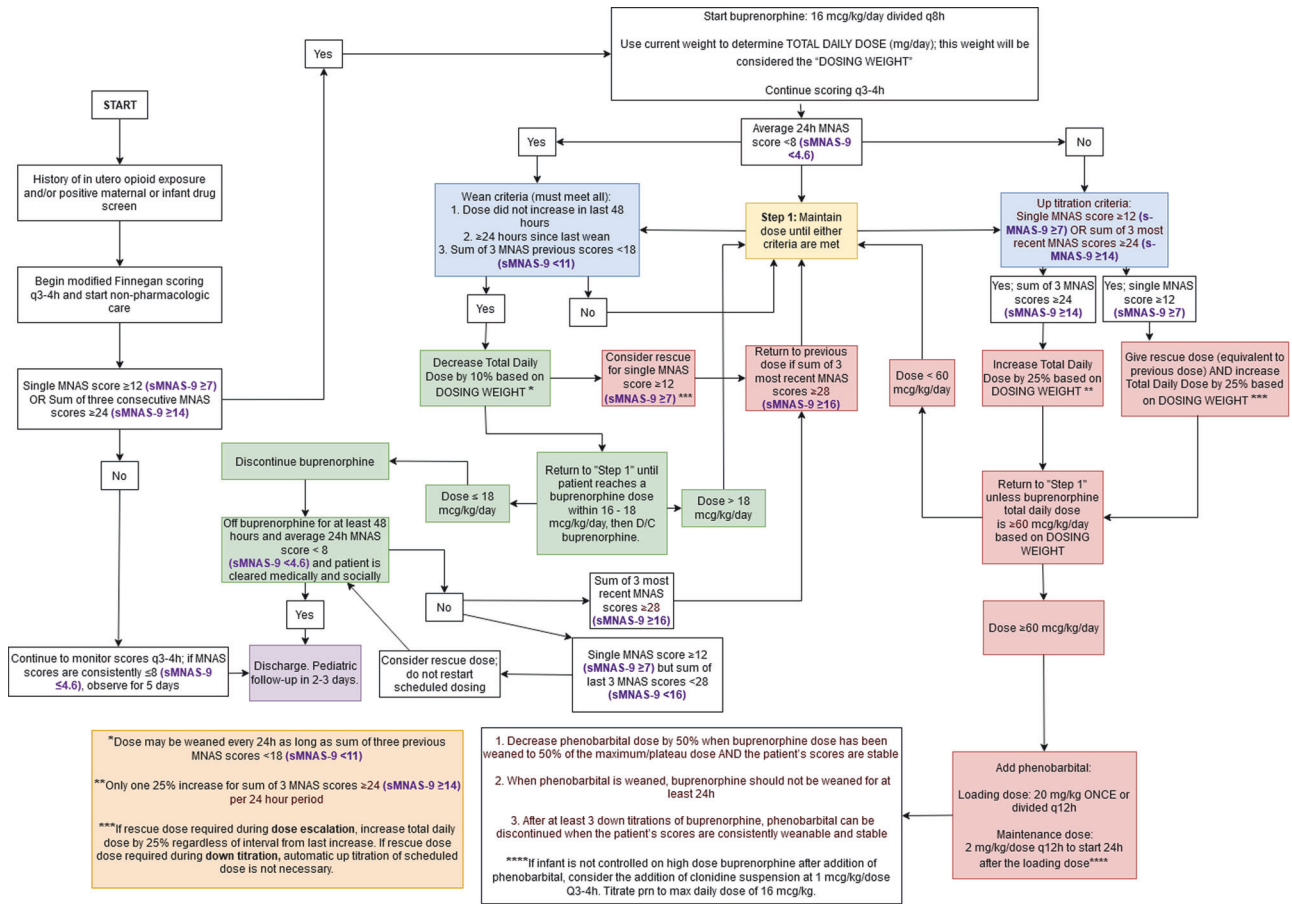 Start buprenorphine: 16 mcg/kg/day divided q8h
Use current weight to determine TOTAL DAILY DOSE (mg/day); this weight will be
considered the “DOSING WEIGHT”
Continue scoring q3-4h
Yes
START
History of in utero opioid exposure
and/or positive maternal or infant drug
screen
Begin modified Finnegan scoring
q3-4h and start non-pharmacologic
care
Single MNAS score ≥12 (sMNAS-9 ≥7)
OR Sum of three consecutive MNAS
scores ≥24 (sMNAS-9 ≥14)
No
Continue to monitor scores q3-4h; if MNAS
scores are consistently ≤8 (sMNAS-9
≤4.6), observe for 5 days
Average 24h MNAS
score <8 (sMNAS-9
<4.6)
Yes
No
Wean criteria (must meet all):
1. Dose did not increase in last 48
hours
2. ≥24 hours since last wean
3. Sum of 3 MNAS previous scores <18
(sMNAS-9 <11)
Step 1: Maintain
dose until either
criteria are met
Up titration criteria:
Single MNAS score ≥12 (s-
MNAS-9 ≥7) OR sum of 3 most
recent MNAS scores ≥24 (s-
MNAS-9 ≥14)
Yes
No
Yes; sum of 3 MNAS
scores ≥24
(sMNAS-9 ≥14)
Yes; single MNAS
score ≥12
(sMNAS-9 ≥7)
Decrease Total Daily
Dose by 10% based on
DOSING WEIGHT *
Consider rescue
for single MNAS
score ≥12
(sMNAS-9 ≥7) ***
Return to previous
dose if sum of 3
most recent MNAS
scores ≥28
(sMNAS-9 ≥16)
Dose < 60
mcg/kg/day
Increase Total Daily
Dose by 25% based on
DOSING WEIGHT **
Give rescue dose (equivalent to
previous dose) AND increase
Total Daily Dose by 25% based
on DOSING WEIGHT ***
Discontinue buprenorphine
Dose ≤ 18
mcg/kg/day
Return to "Step 1" until
patient reaches a
buprenorphine dose
within 16 - 18
mcg/kg/day, then D/C
buprenorphine.
Dose > 18
mcg/kg/day
Return to "Step 1"
unless buprenorphine
total daily dose
is ≥60 mcg/kg/day
based on DOSING
WEIGHT
Off buprenorphine for at least 48
hours and average 24h MNAS
score < 8
(sMNAS-9 <4.6) and patient is
cleared medically and socially
Yes
No
Sum of 3 most
recent MNAS
scores ≥28
(sMNAS-9 ≥16)
Dose ≥60 mcg/kg/day
Discharge. Pediatric
follow-up in 2-3 days.
Consider rescue dose;
do not restart
scheduled dosing
Single MNAS score ≥12
(sMNAS ≥7) but sum of
last 3 MNAS scores <28
(sMNAS-9 <16)
*Dose may be weaned every 24h as long as sum of three previous
MNAS scores <18 (sMNAS-9 <11)
**Only one 25% increase for sum of 3 MNAS scores ≥24 (sMNAS-9 ≥14)
per 24 hour period
***If rescue dose required during dose escalation, increase total daily
dose by 25% regardless of interval from last increase. If rescue dose
dose required during down titration, automatic up titration of scheduled
dose is not necessary.
1. Decrease phenobarbital dose by 50% when buprenorphine dose has been
weaned to 50% of the maximum/plateau dose AND the patient's scores are stable
2. When phenobarbital is weaned, buprenorphine should not be weaned for at
least 24h
3. After at least 3 down titrations of buprenorphine, phenobarbital can be
discontinued when the patient's scores are consistently weanable and stable
****If infant is not controlled on high dose buprenorphine after addition of
phenobarbital, consider the addition of clonidine suspension at 1 mcg/kg/dose
Q3-4h. Titrate prn to max daily dose of 16 mcg/kg.
Add phenobarbital:
Loading dose: 20 mg/kg ONCE or
divided q12h
Maintenance dose:
2 mg/kg/dose q12h to start 24h
after the loading dose****